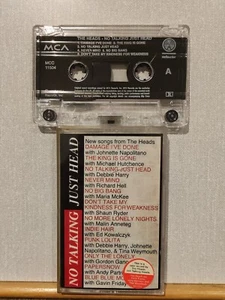 MCA
THE HEADS - NO TALKING JUST HEAD
A
MCC
11504
NO TALKING JUST HEAD
New songs from The Heads
DAMAGE I'VE DONE
with Johnette Napolitano
THE KING IS GONE
with Michael Hutchence
NO TALKING JUST HEAD
with Debbie Harry
NEVER MIND
with Richard Hell
NO BIG BANG
with Maria McKee
DON'T TAKE MY
KINDNESS FOR WEAKNESS
with Shaun Ryder
NO MORE LONELY NIGHTS
with Malin Anneteg
INDIE HAIR
with Ed Kowalczyk
PUNK LOLITA
with Debbie Harry, Johnette
Napolitano, & Tina Weymouth
ONLY THE LONELY
with Gordon Gano
PAPERSNOW
with Andy Partridge
BLUE BLUE MOON
with Gavin Friday